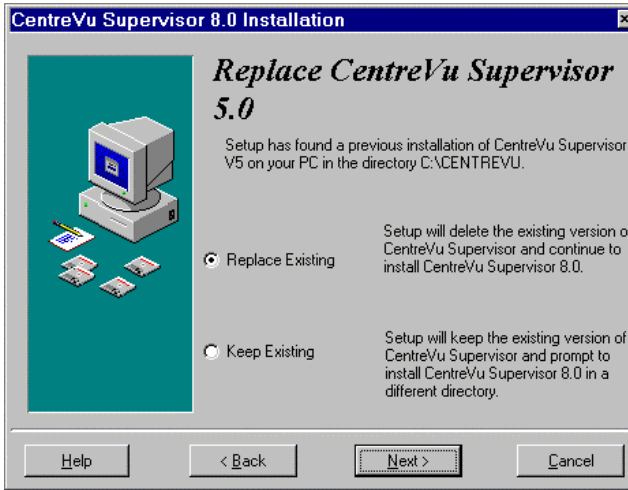 CentreVu Supervisor 8.0 Installation
Replace CentreVu Supervisor
5.0
Setup has found a previous installation of CentreVu Supervisor
V5 on your PC in the directory C:\CENTREVU.
Replace Existing
Setup will delete the existing version o
CentreVu Supervisor and continue to
install CentreVu Supervisor 8.0.
Keep Existing
Setup will keep the existing version of
CentreVu Supervisor and prompt to
install CentreVu Supervisor 8.0 in a
different directory.
Help
< Back
Next >
Cancel